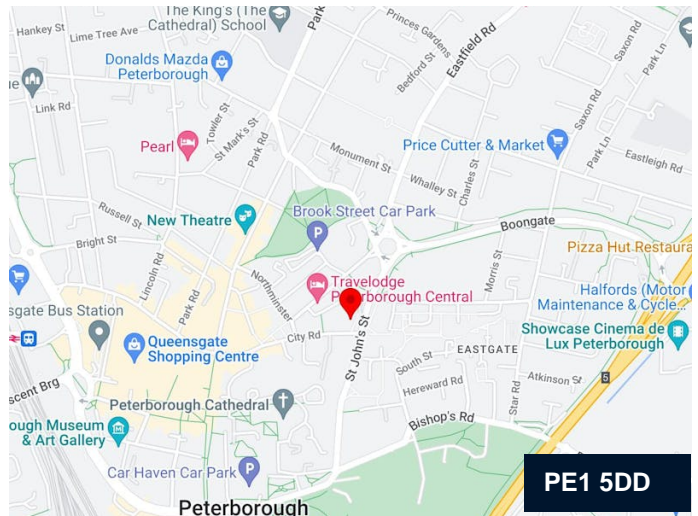 The King's (The
Cathedral) School
Hankey St
Lime Tree Ave
Park
Princes Gardens
Bedford St
Eastfield Rd
Saxon Rd
Park Ln
Donalds Mazda
Peterborough
ue
Link Rd
Towler St
St Mark's St
Park Rd
Pearl
Price Cutter & Market
Saxon Rd
Park Ln
Monument St
Eastleigh Rd
Whalley St
Charles St
Russell St
New Theatre
Brook Street Car Park
Boongate
Bright St
Lincoln Rd
Park Rd
Northminster
Morris St
Pizza Hut Restaura
Travelodge
Peterborough Central
Halfords (Motor
Maintenance & Cycle...
sgate Bus Station
City Rd
St John's St
Showcase Cinema de
Lux Peterborough
Queensgate
Shopping Centre
South St
EASTGATE
Hereward Rd
Atkinson St
5
scent Brg
Star Rd
Peterborough Cathedral
Bishop's Rd
ough Museum
& Art Gallery
Car Haven Car Park
PE1 5DD
Peterborough